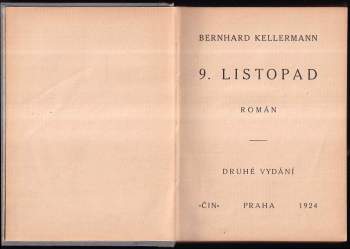 BERNHARD KELLERMANN
9. LISTOPAD
ROMÁN
DRUHÉ VYDÁNÍ
»ČIN« PRAHA 1924